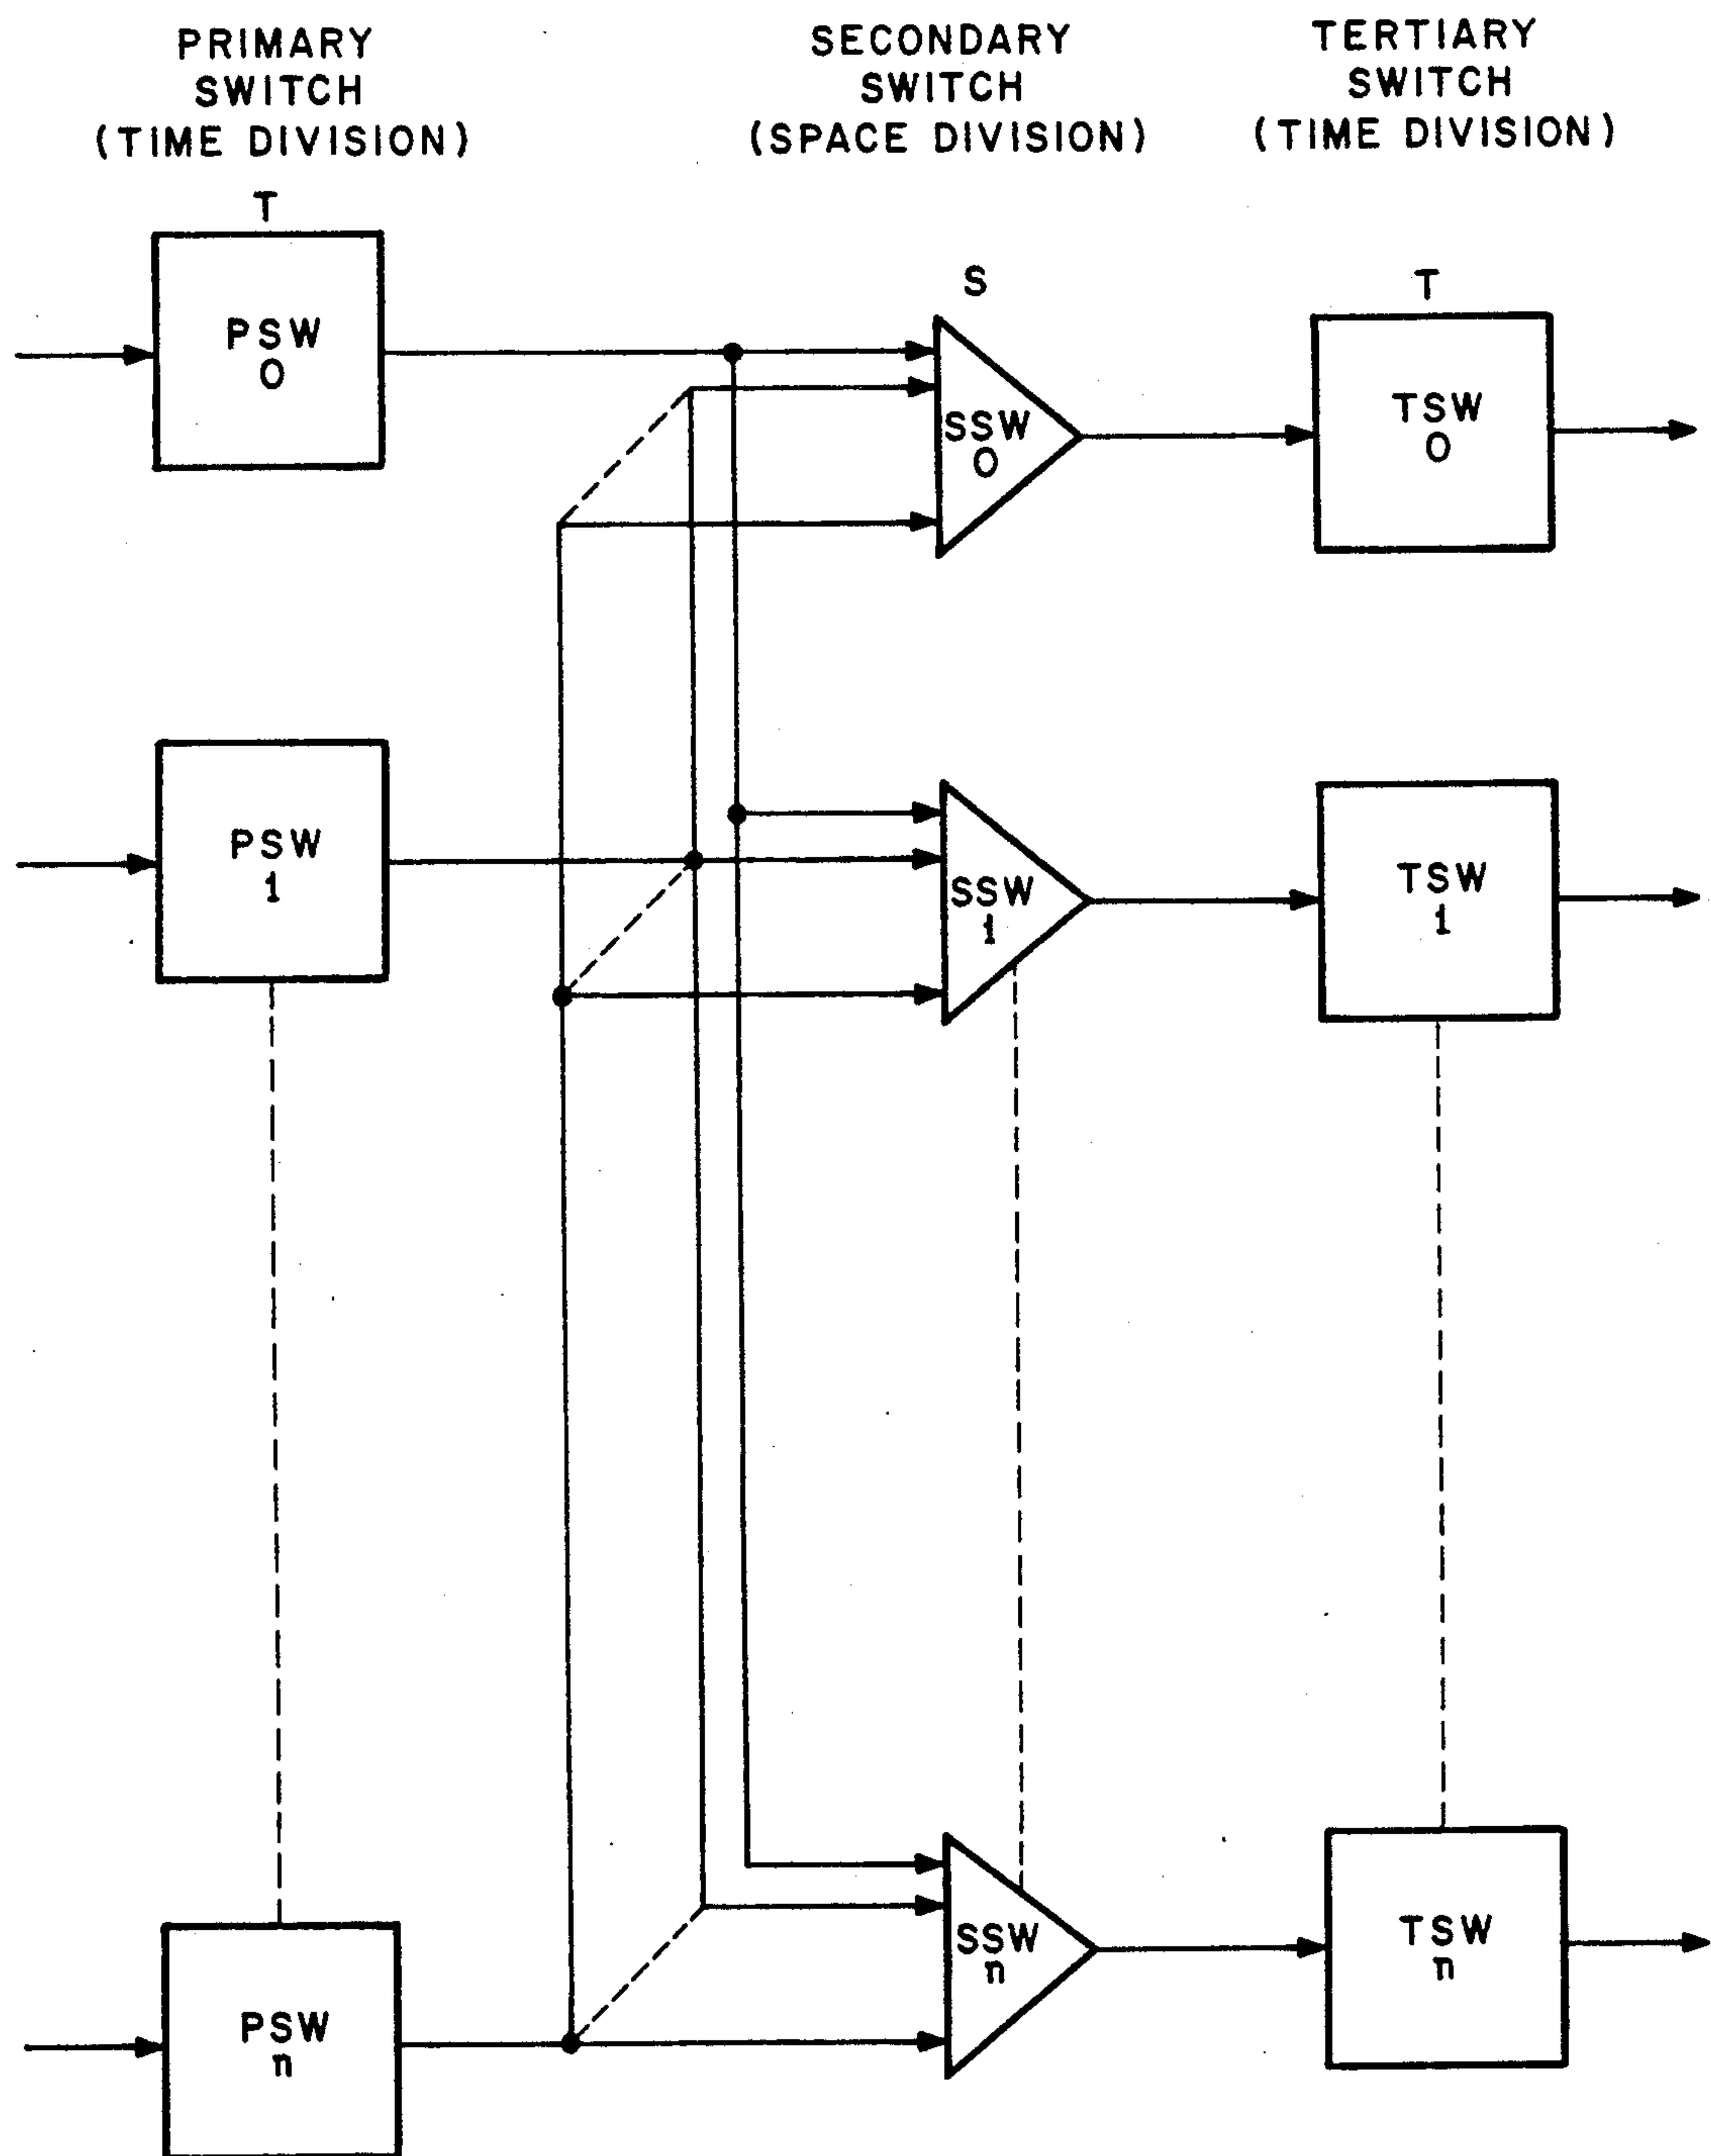 PRIMARY
SWITCH
(TIME DIVISION)
SECONDARY
SWITCH
(SPACE DIVISION)
TERTIARY
SWITCH
(TIME DIVISION)
T
S
T
PSW
0
SSW
0
TSW
0
PSW
1
SSW
1
TSW
1
PSW
n
SSW
n
TSW
n